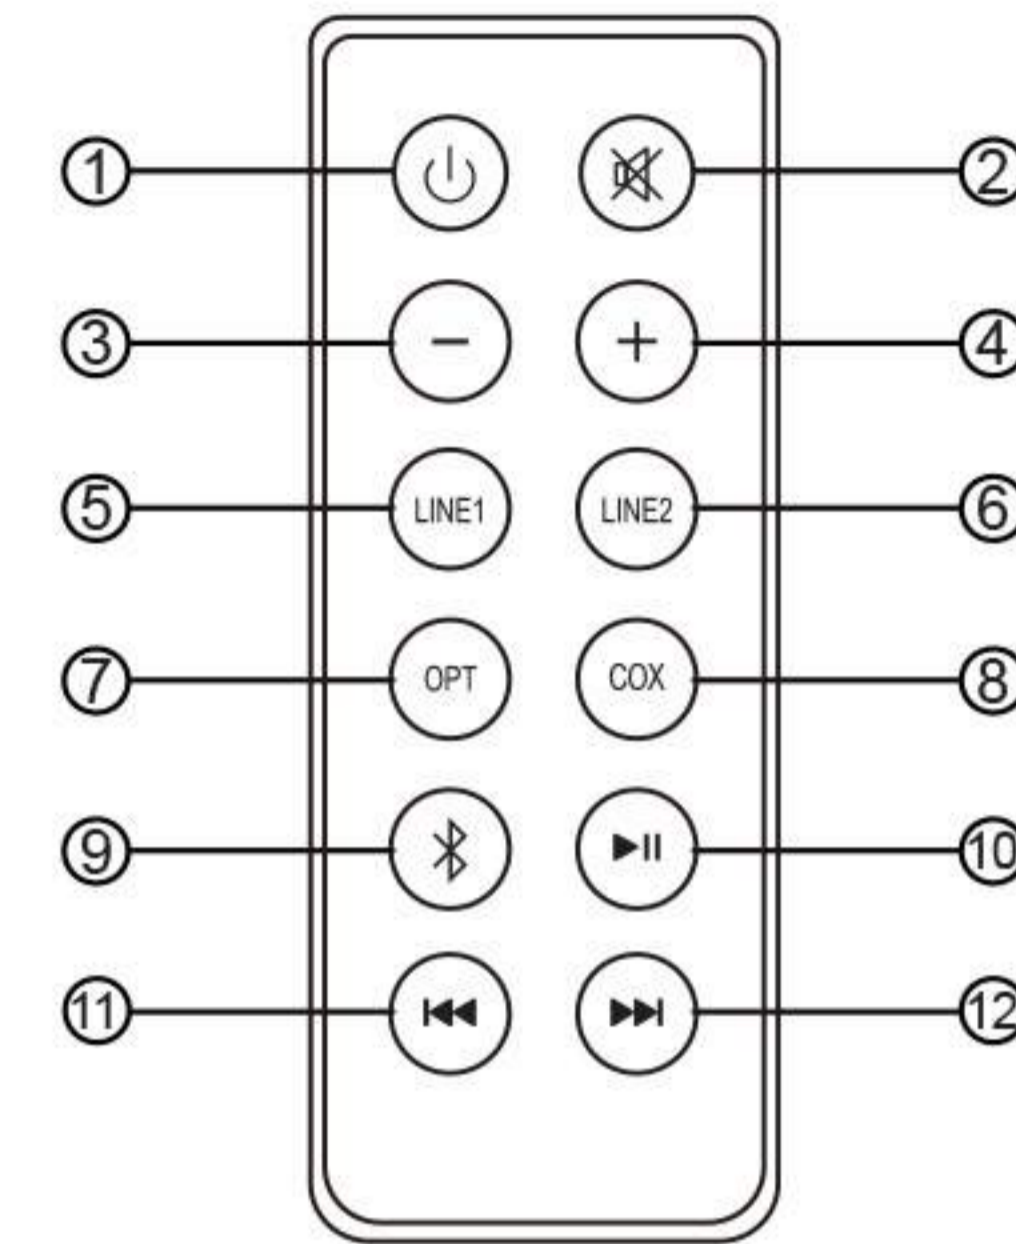 ① ②
③ − + ④
⑤ LINE1 LINE2 ⑥
⑦ OPT COX ⑧
⑨ ⑩
⑪ ⑫